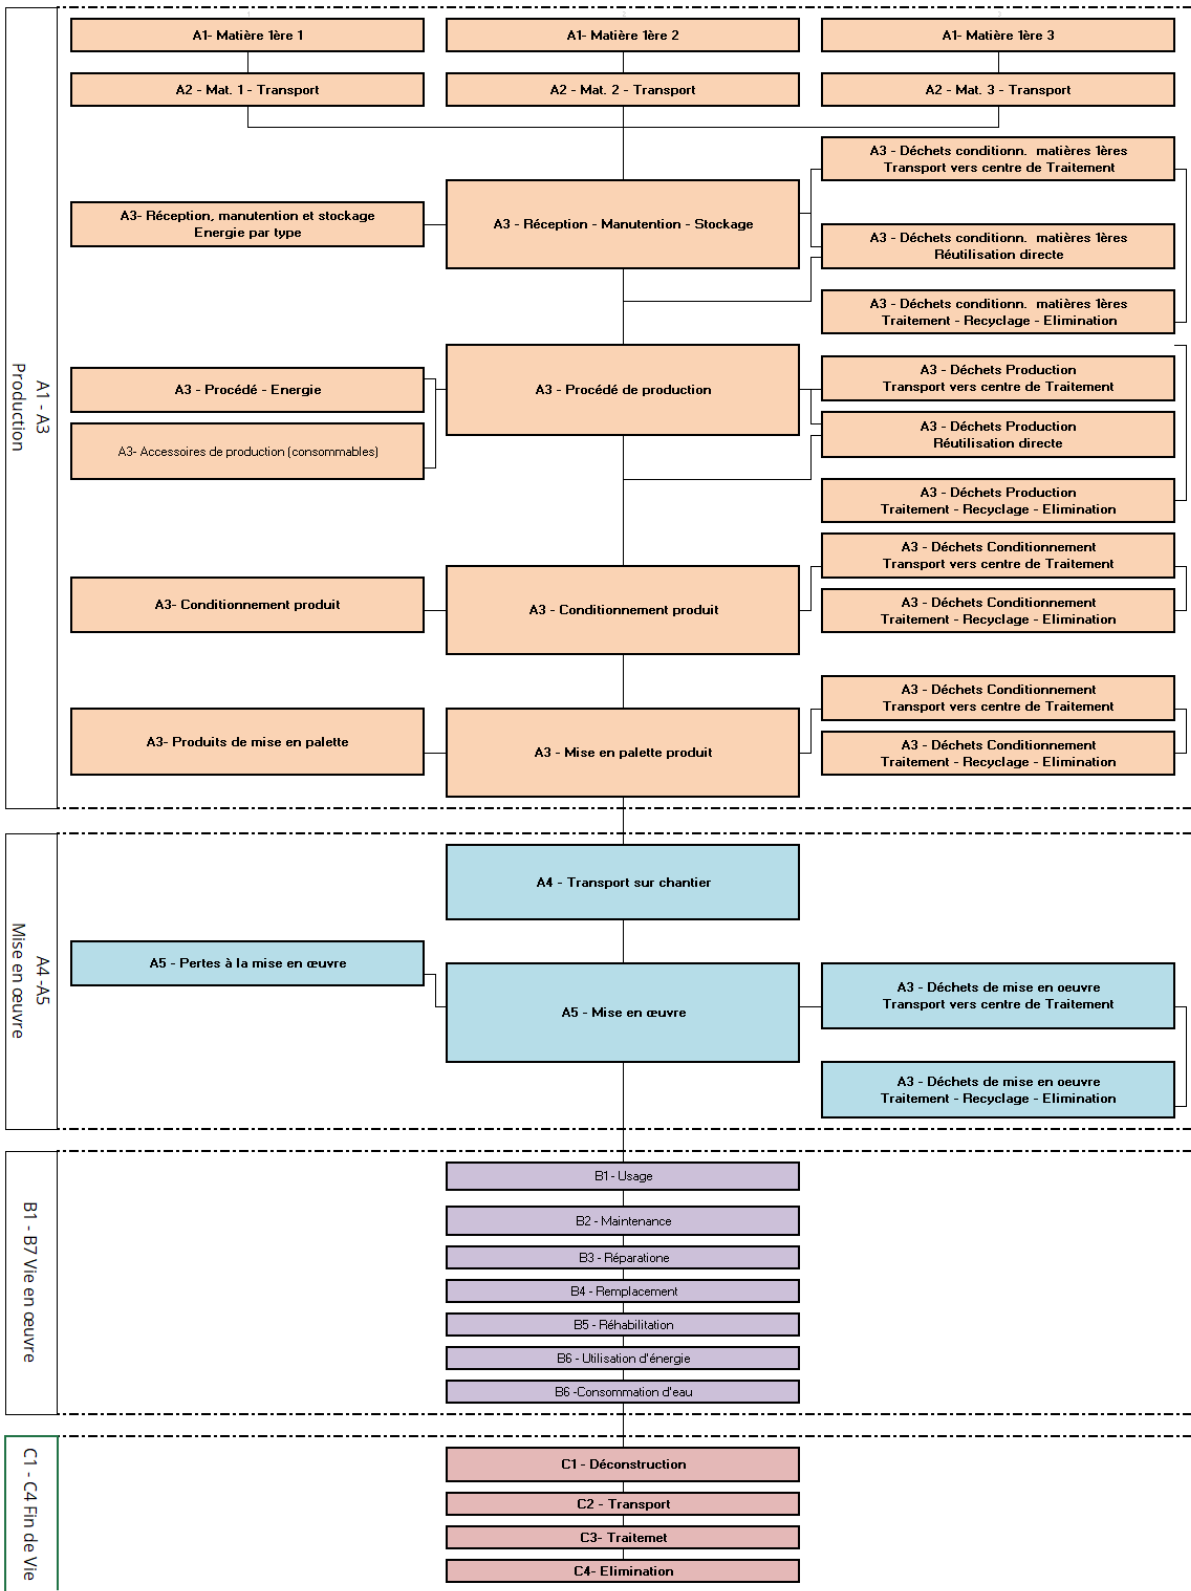 A1- Matière 1ère 1
A1- Matière 1ère 2
A1- Matière 1ère 3
A2 - Mat. 1 - Transport
A2 - Mat. 2 - Transport
A2 - Mat. 3 - Transport
A1 - A3
Production
A3 - Déchets conditionn. matières 1ères
Transport vers centre de Traitement
A3- Réception, manutention et stockage
Energie par type
A3 - Réception - Manutention - Stockage
A3 - Déchets conditionn. matières 1ères
Réutilisation directe
A3 - Déchets conditionn. matières 1ères
Traitement - Recyclage - Elimination
A3 - Procédé - Energie
A3 - Procédé de production
A3 - Déchets Production
Transport vers centre de Traitement
A3- Accessoires de production (consommables)
A3 - Déchets Production
Réutilisation directe
A3 - Déchets Production
Traitement - Recyclage - Elimination
A3 - Déchets Conditionnement
Transport vers centre de Traitement
A3- Conditionnement produit
A3 - Conditionnement produit
A3 - Déchets Conditionnement
Traitement - Recyclage - Elimination
A3 - Déchets Conditionnement
Transport vers centre de Traitement
A3- Produits de mise en palette
A3 - Mise en palette produit
A3 - Déchets Conditionnement
Traitement - Recyclage - Elimination
A4 -A5
Mise en œuvre
A4 - Transport sur chantier
A5 - Pertes à la mise en œuvre
A5 - Mise en œuvre
A3 - Déchets de mise en oeuvre
Transport vers centre de Traitement
A3 - Déchets de mise en oeuvre
Traitement - Recyclage - Elimination
B1 - B7 Vie en œuvre
B1 - Usage
B2 - Maintenance
B3 - Réparatione
B4 - Remplacement
B5 - Réhabilitation
B6 - Utilisation d'énergie
B6 -Consommation d'eau
C1 - C4 Fin de Vie
C1 - Déconstruction
C2 - Transport
C3- Traitemet
C4- Elimination